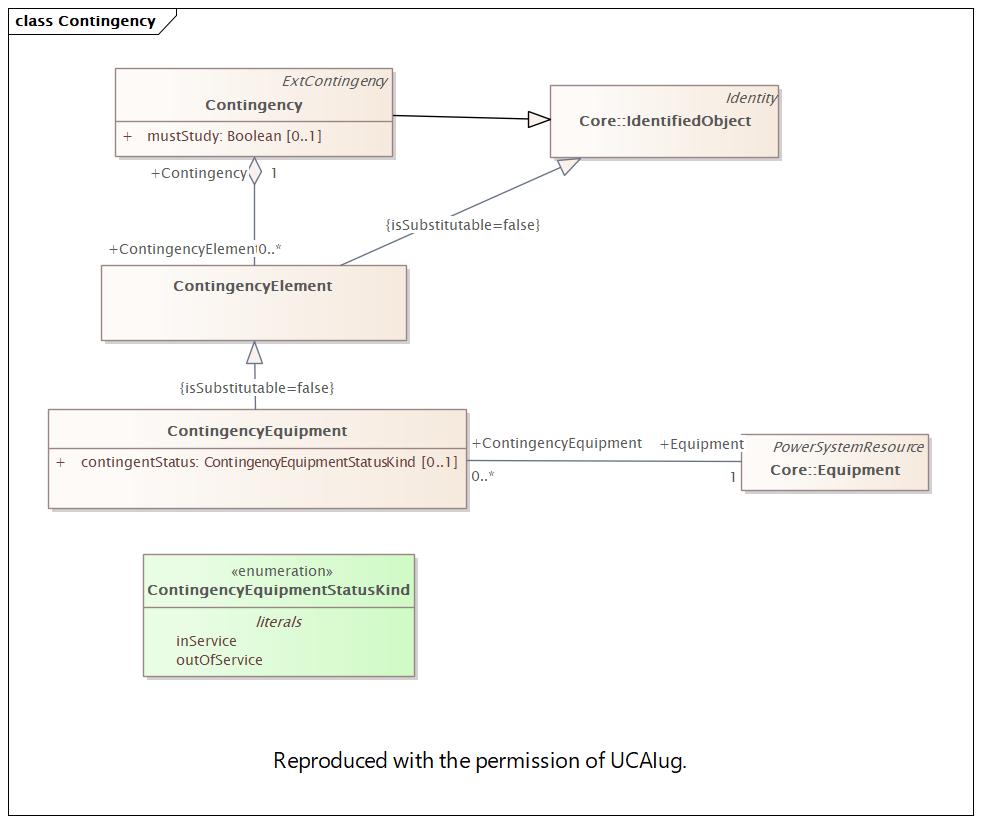 class Contingency
ExtContingency
Contingency
+ mustStudy: Boolean [0..1]
Identity
Core::IdentifiedObject
+Contingency 1
{isSubstitutable=false}
+ContingencyElement 0..*
ContingencyElement
{isSubstitutable=false}
ContingencyEquipment
+ contingentStatus: ContingencyEquipmentStatusKind [0..1]
+ContingencyEquipment +Equipment
0..* 1
PowerSystemResource
Core::Equipment
«enumeration»
ContingencyEquipmentStatusKind
literals
inService
outOfService
Reproduced with the permission of UCAIug.